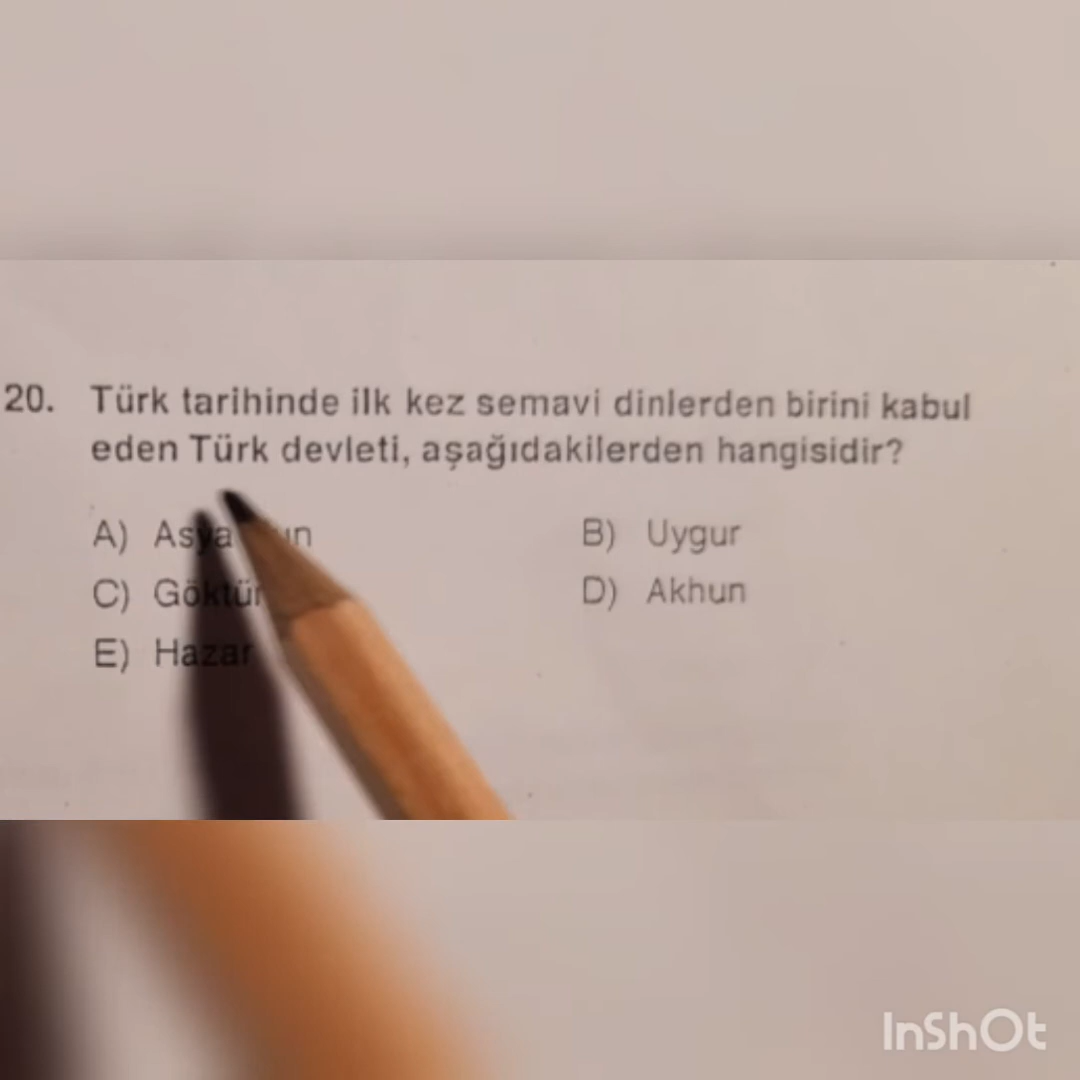 20. Türk tarihinde ilk kez semavi dinlerden birini kabul
eden Türk devleti, aşağıdakilerden hangisidir?
A) Asya
B) Uygur
C)
D) Akhun
E) Hazar
InShOt